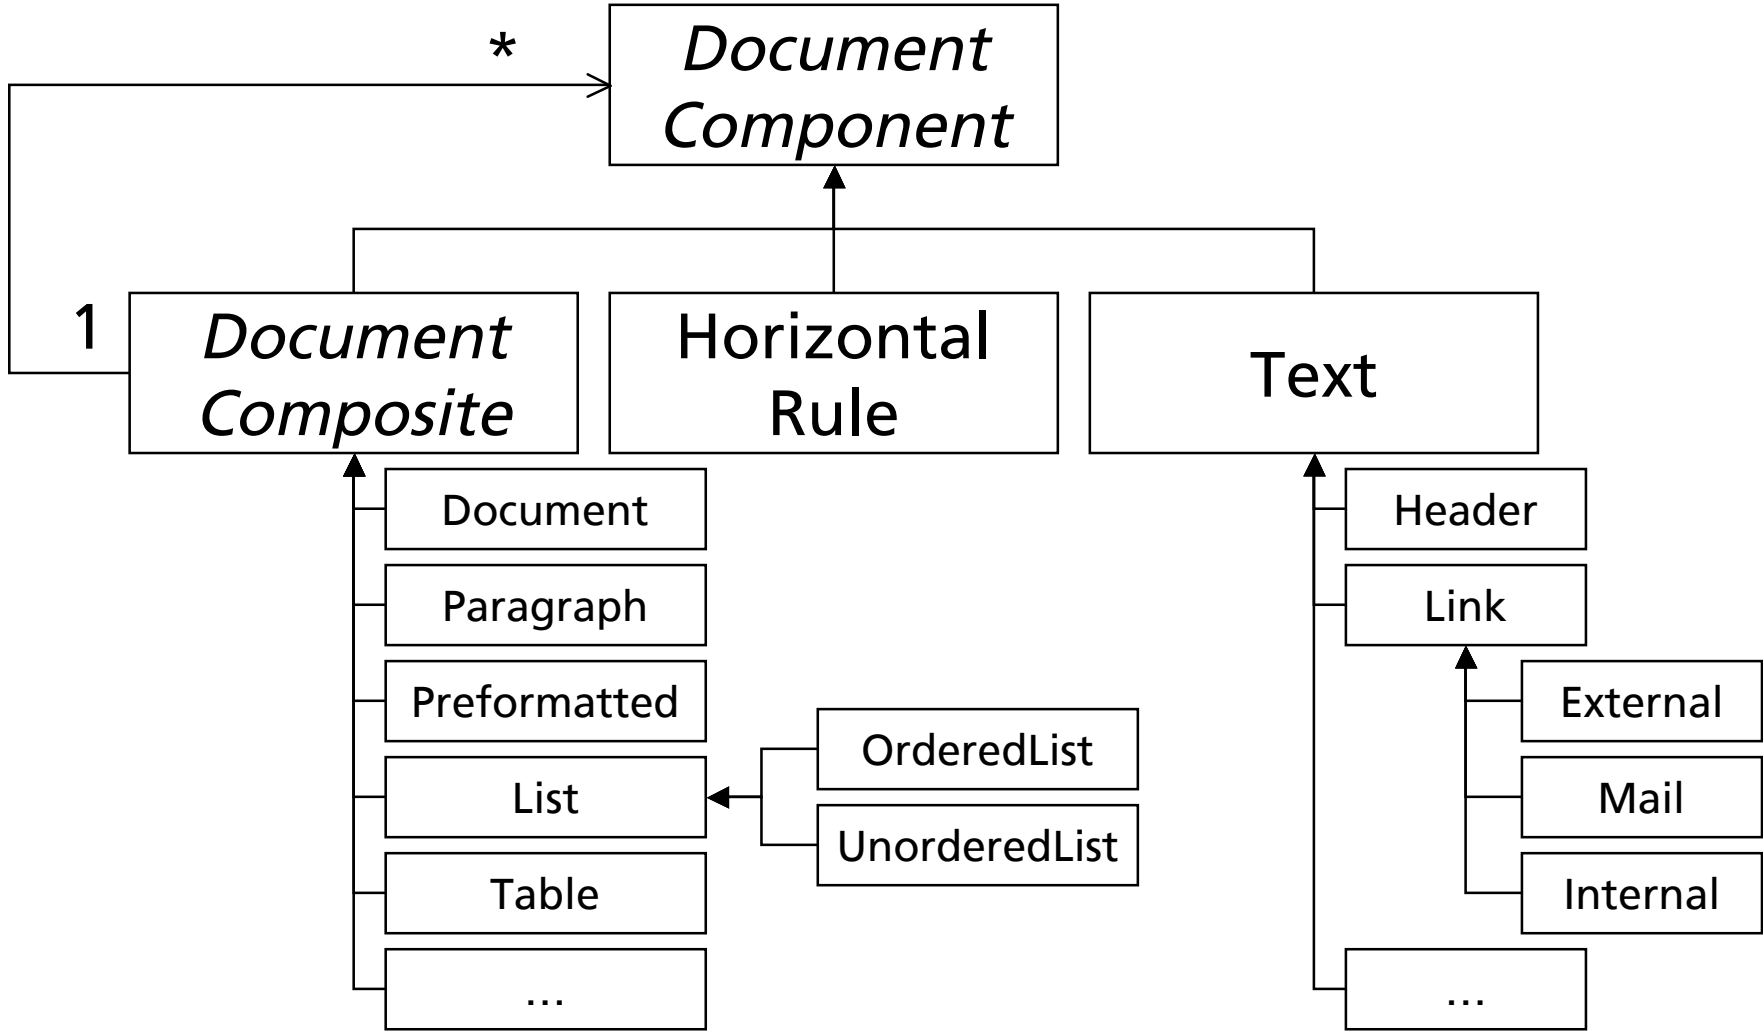 *
Document
Component
1
Document
Composite
Horizontal
Rule
Text
Document
Paragraph
Preformatted
List
Table
...
OrderedList
UnorderedList
Header
Link
External
Mail
Internal
...